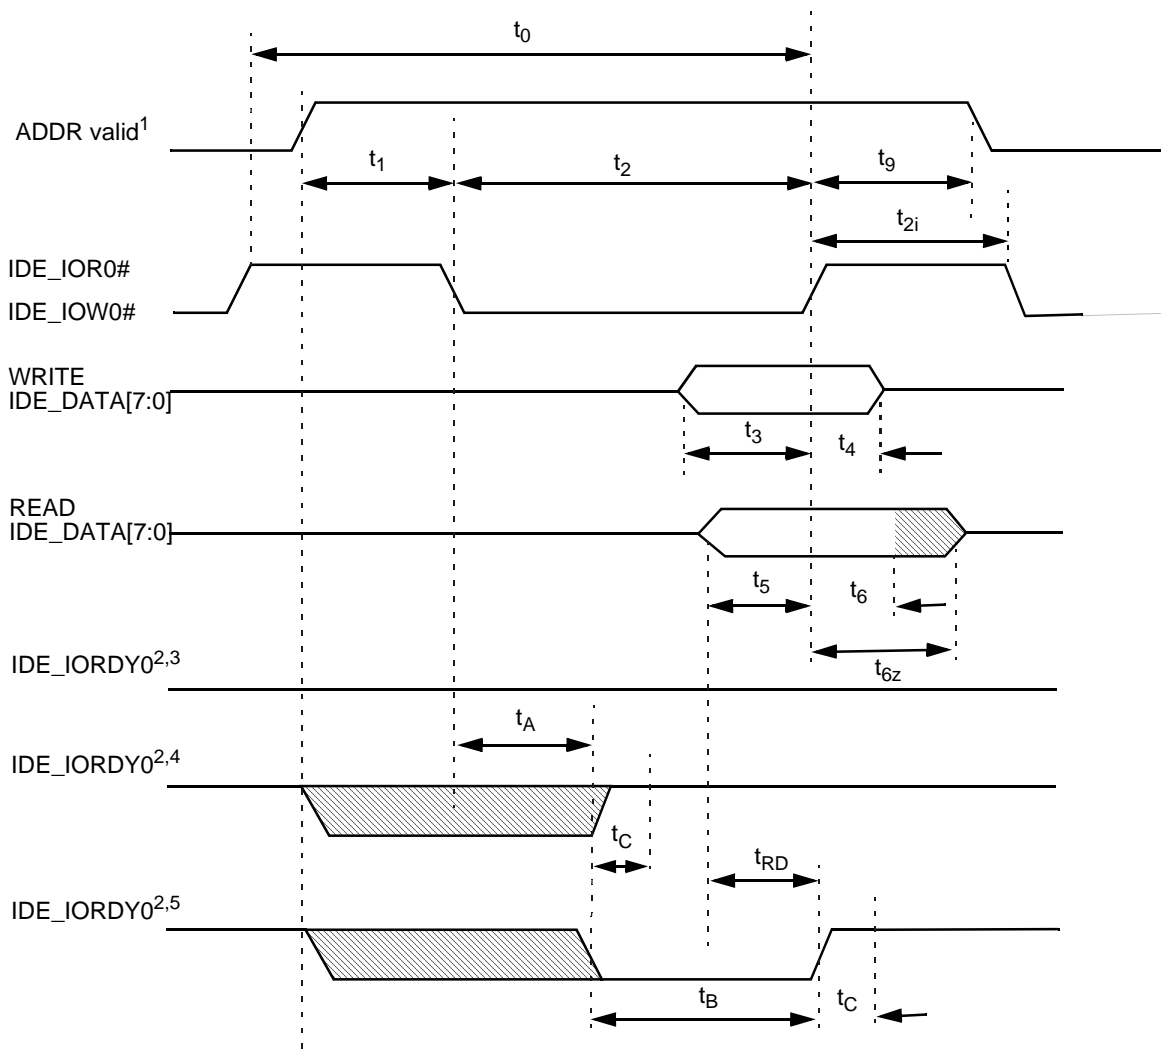 t0
ADDR valid1
t1
t2
t9
t2i
IDE_IOR0#
IDE_IOW0#
WRITE
IDE_DATA[7:0]
t3
t4
READ
IDE_DATA[7:0]
t5
t6
IDE_IORDY02,3
t6z
tA
IDE_IORDY02,4
tC
tRD
IDE_IORDY02,5
tB
tC